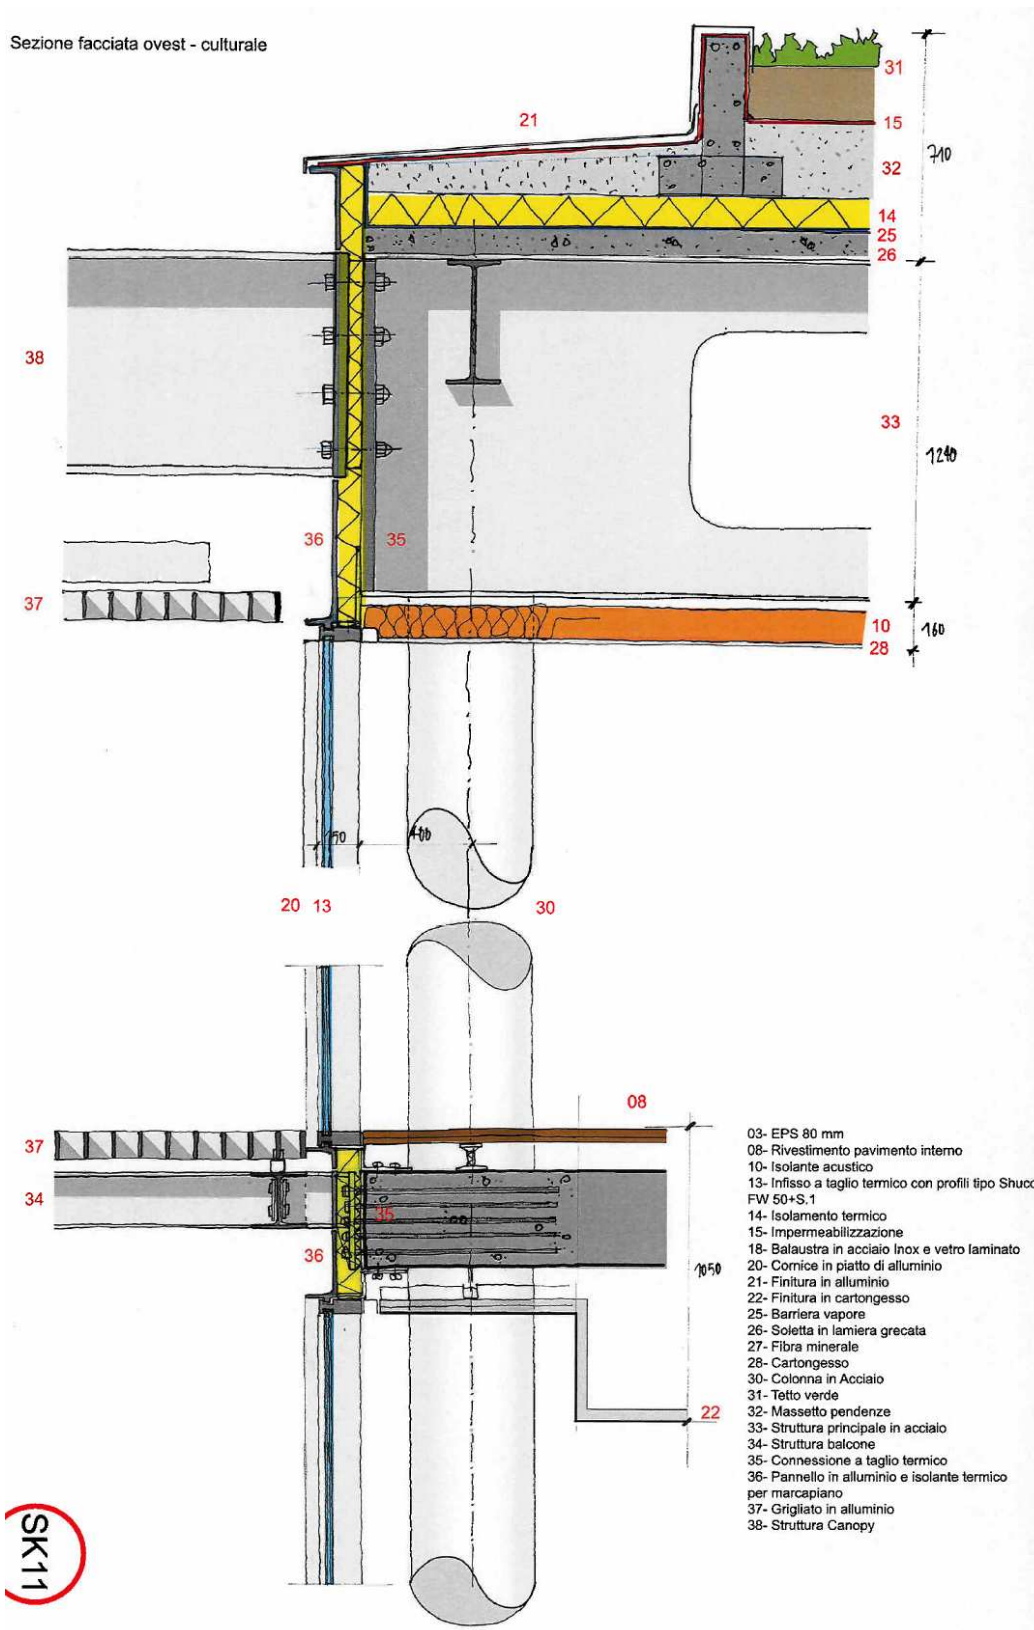 Sezione facciata ovest - culturale
31
21
15
710
32
14
25
26
38
33
1240
36
35
37
10
160
28
150
400
20
13
30
08
37
34
35
36
1050
22
03- EPS 80 mm
08- Rivestimento pavimento interno
10- Isolante acustico
13- Infisso a taglio termico con profili tipo Shuco
FW 50+S.1
14- Isolamento termico
15- Impermeabilizzazione
18- Balaustra in acciaio Inox e vetro laminato
20- Cornice in piatto di alluminio
21- Finitura in alluminio
22- Finitura in cartongesso
25- Barriera vapore
26- Soletta in lamiera grecata
27- Fibra minerale
28- Cartongesso
30- Colonna in Acciaio
31- Tetto verde
32- Massetto pendenze
33- Struttura principale in acciaio
34- Struttura balcone
35- Connessione a taglio termico
36- Pannello in alluminio e isolante termico
per marcapiano
37- Grigliato in alluminio
38- Struttura Canopy
SK11